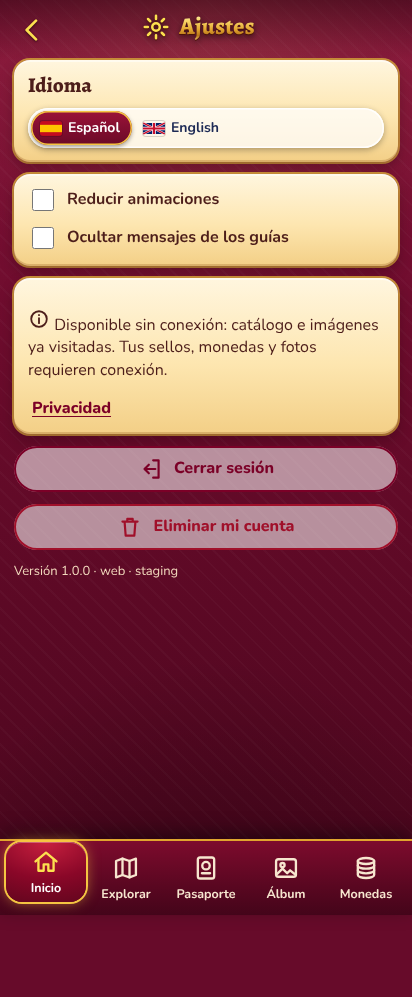 Ajustes
Idioma
Español English
Reducir animaciones
Ocultar mensajes de los guías
Disponible sin conexión: catálogo e imágenes
ya visitadas. Tus sellos, monedas y fotos
requieren conexión.
Privacidad
Cerrar sesión
Eliminar mi cuenta
Versión 1.0.0 · web · staging
Inicio Explorar Pasaporte Álbum Monedas